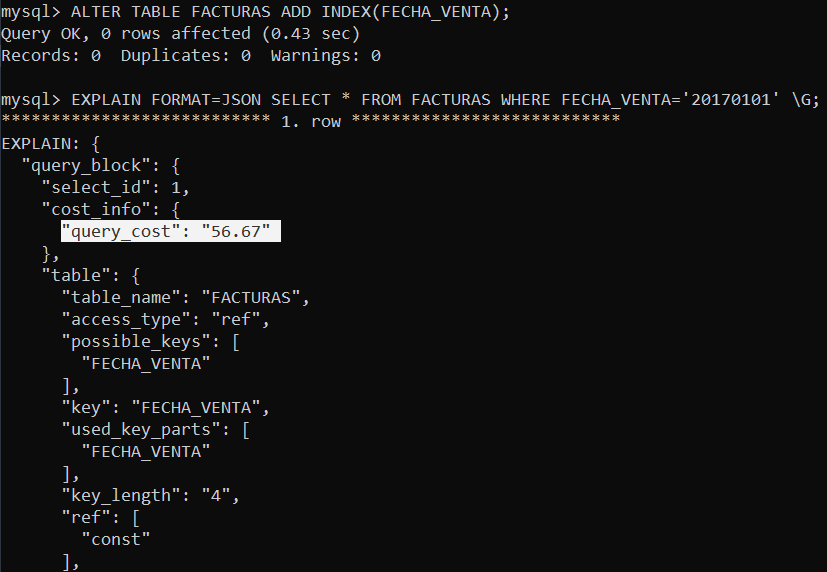 mysql> ALTER TABLE FACTURAS ADD INDEX(FECHA_VENTA);
Query OK, 0 rows affected (0.43 sec)
Records: 0  Duplicates: 0  Warnings: 0

mysql> EXPLAIN FORMAT=JSON SELECT * FROM FACTURAS WHERE FECHA_VENTA='20170101' \G;
*************************** 1. row ***************************
EXPLAIN: {
  "query_block": {
    "select_id": 1,
    "cost_info": {
      "query_cost": "56.67"
    },
    "table": {
      "table_name": "FACTURAS",
      "access_type": "ref",
      "possible_keys": [
        "FECHA_VENTA"
      ],
      "key": "FECHA_VENTA",
      "used_key_parts": [
        "FECHA_VENTA"
      ],
      "key_length": "4",
      "ref": [
        "const"
      ],